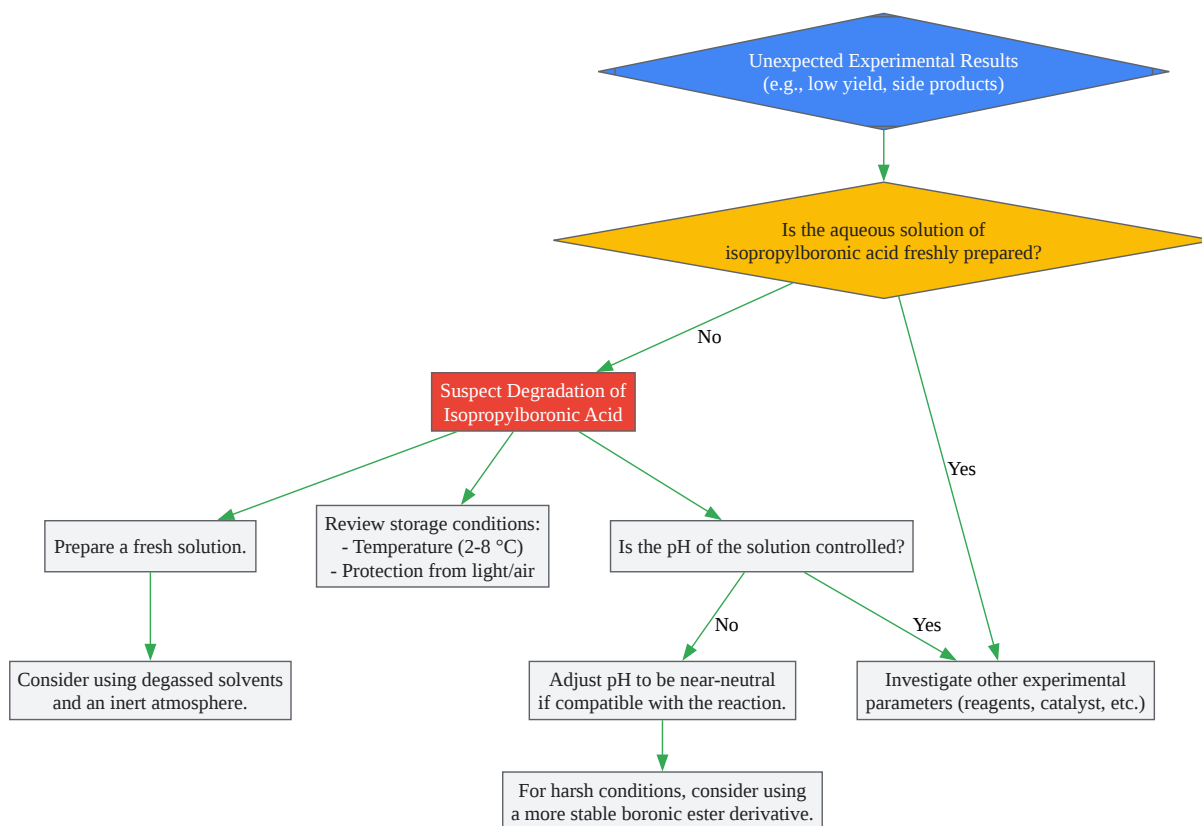 Unexpected Experimental Results
(e.g., low yield, side products)
Is the aqueous solution of
isopropylboronic acid freshly prepared?
No
Suspect Degradation of
Isopropylboronic Acid
Yes
Prepare a fresh solution.
Review storage conditions:
- Temperature (2-8 °C)
- Protection from light/air
Is the pH of the solution controlled?
No
Yes
Consider using degassed solvents
and an inert atmosphere.
Adjust pH to be near-neutral
if compatible with the reaction.
Investigate other experimental
parameters (reagents, catalyst, etc.)
For harsh conditions, consider using
a more stable boronic ester derivative.